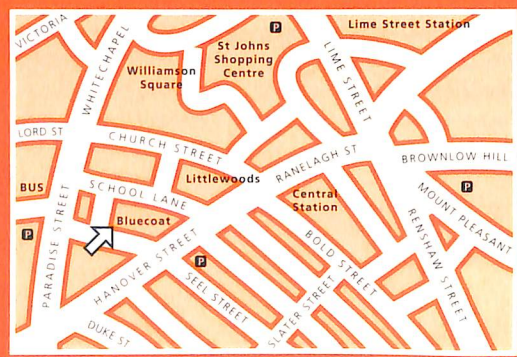 VICTORIA
WHITECHAPEL
P
Lime Street Station
St Johns
Shopping
Centre
Williamson
Square
LIME STREET
LORD ST
CHURCH STREET
RANELAGH ST
BROWNLOW HILL
BUS
SCHOOL LANE
Littlewoods
Central
Station
P
MOUNT PLEASANT
Bluecoat
P
PARADISE STREET
HANOVER STREET
P
SEEL STREET
BOLD STREET
RENSHAW STREET
SLATER STREET
DUKE ST